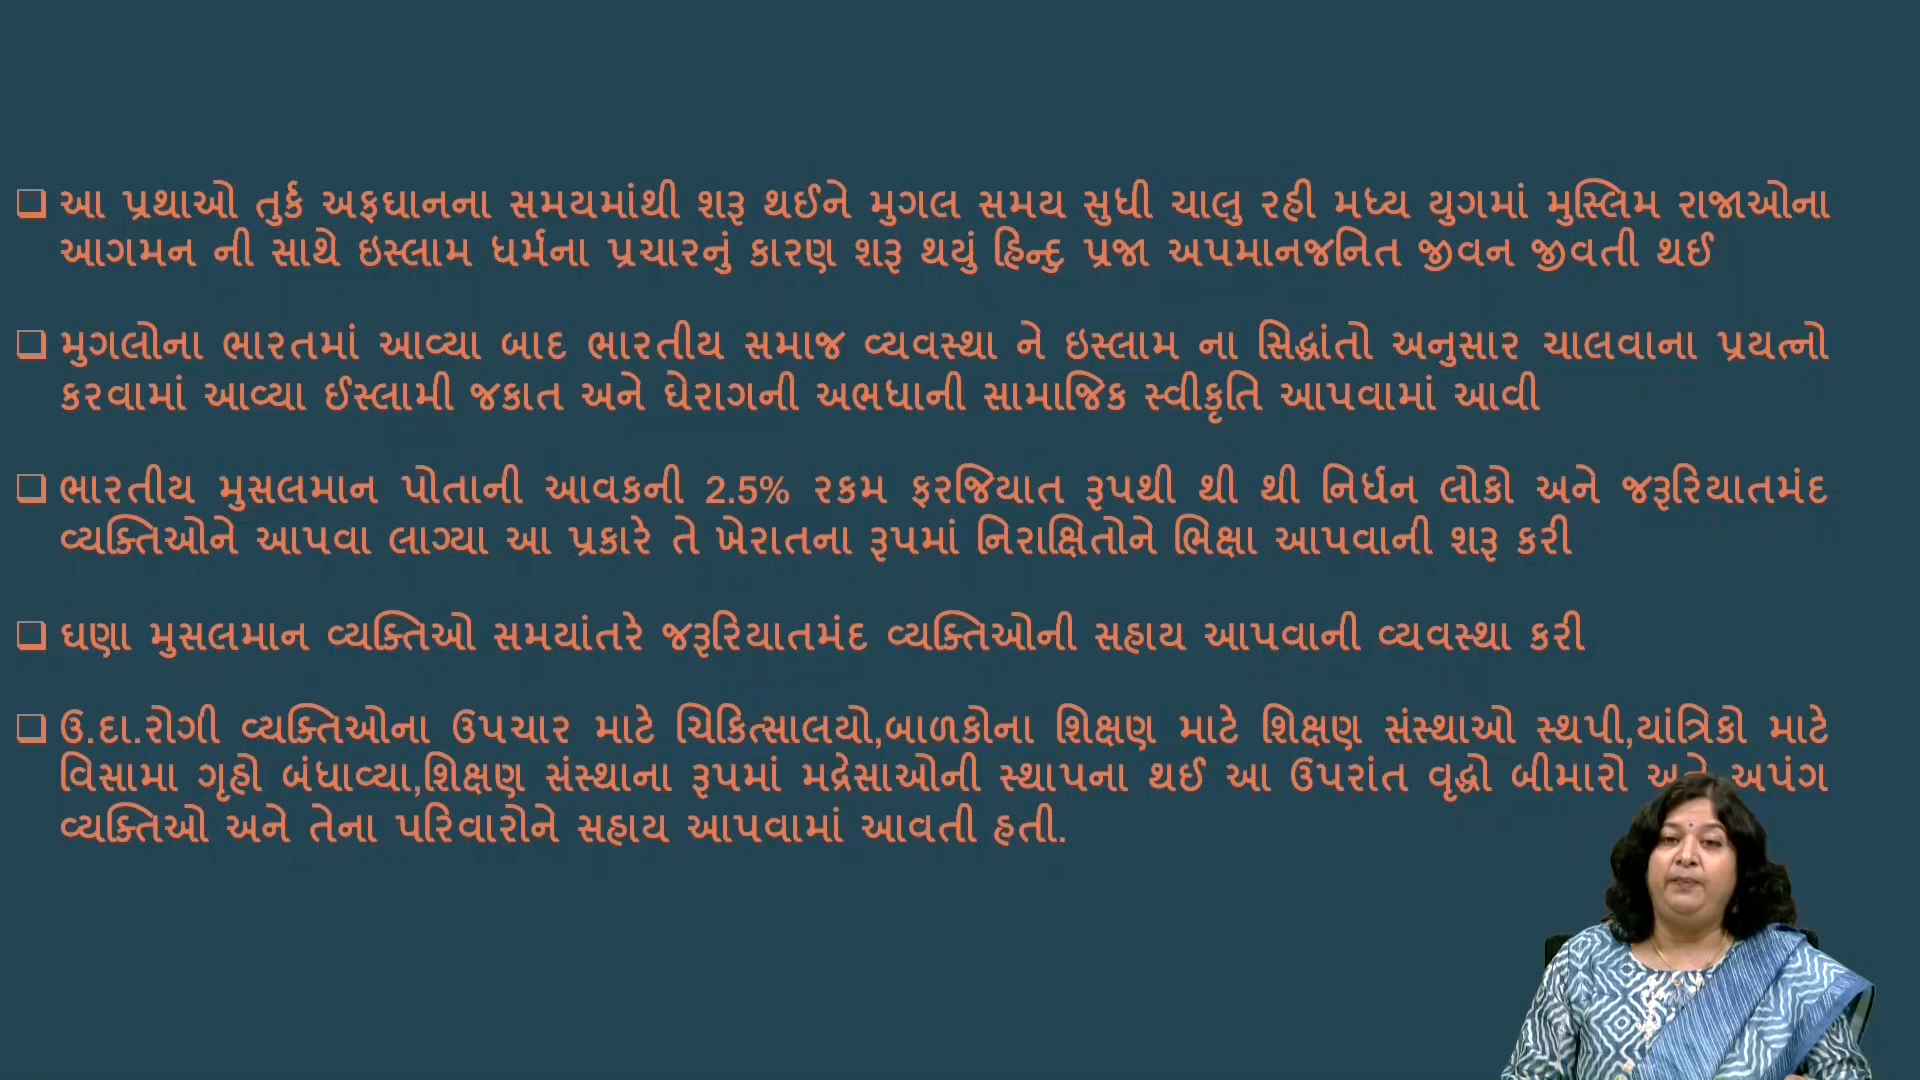 આ પ્રથાઓ તુર્ક અફઘાનના સમયમાંથી શરૂ થઈને મુગલ સમય સુધી ચાલુ રહી મધ્ય યુગમાં મુસ્લિમ રાજાઓના
આગમન ની સાથે ઇસ્લામ ધર્મના પ્રચારનું કારણ શરૂ થયું હિન્દુ પ્રજા અપમાનજનિત જીવન જીવતી થઈ
મુગલોના ભારતમાં આવ્યા બાદ ભારતીય સમાજ વ્યવસ્થા ને ઇસ્લામ ના સિદ્ધાંતો અનુસાર ચાલવાના પ્રયત્નો
કરવામાં આવ્યા ઈસ્લામી જકાત અને ઘેરાગની અભધાની સામાજિક સ્વીકૃતિ આપવામાં આવી
ભારતીય મુસલમાન પોતાની આવકની 2.5% રકમ ફરજિયાત રૂપથી થી થી નિર્ધન લોકો અને જરૂરિયાતમંદ
વ્યક્તિઓને આપવા લાગ્યા આ પ્રકારે તે ખેરાતના રૂપમાં નિરાક્ષિતોને ભિક્ષા આપવાની શરૂ કરી
ઘણા મુસલમાન વ્યક્તિઓ સમયાંતરે જરૂરિયાતમંદ વ્યક્તિઓની સહાય આપવાની વ્યવસ્થા કરી
ઉ.દા.રોગી વ્યક્તિઓના ઉપચાર માટે ચિકિત્સાલયો,બાળકોના શિક્ષણ માટે શિક્ષણ સંસ્થાઓ સ્થપી,યાંત્રિકો માટે
વિસામા ગૃહો બંધાવ્યા,શિક્ષણ સંસ્થાના રૂપમાં મદ્રેસાઓની સ્થાપના થઈ આ ઉપરાંત વૃદ્ધો બીમારો અને અપંગ
વ્યક્તિઓ અને તેના પરિવારોને સહાય આપવામાં આવતી હતી.